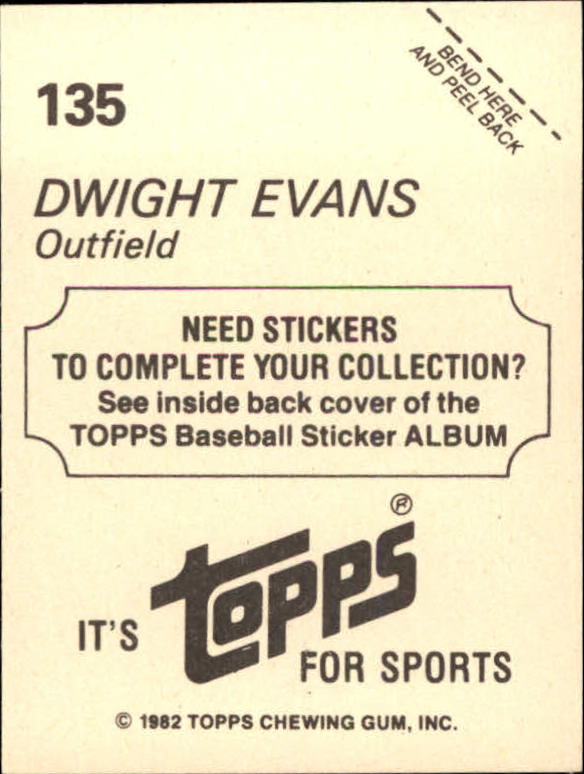 135
BEND HERE
AND PEEL BACK
DWIGHT EVANS
Outfield
NEED STICKERS
TO COMPLETE YOUR COLLECTION?
See inside back cover of the
TOPPS Baseball Sticker ALBUM
®
IT'S topps FOR SPORTS
© 1982 TOPPS CHEWING GUM, INC.